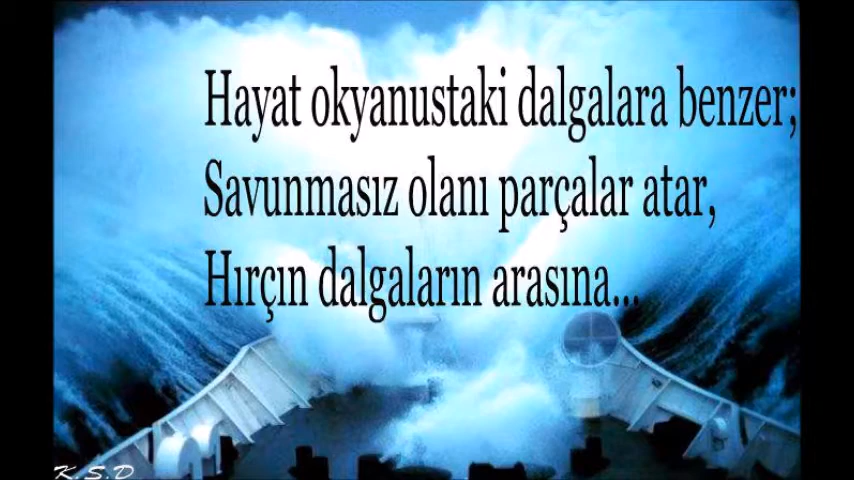 Hayat okyanustaki dalgalara benzer;
Savunmasız olanı parçalar atar,
Hırçın dalgaların arasına...
K.S.D